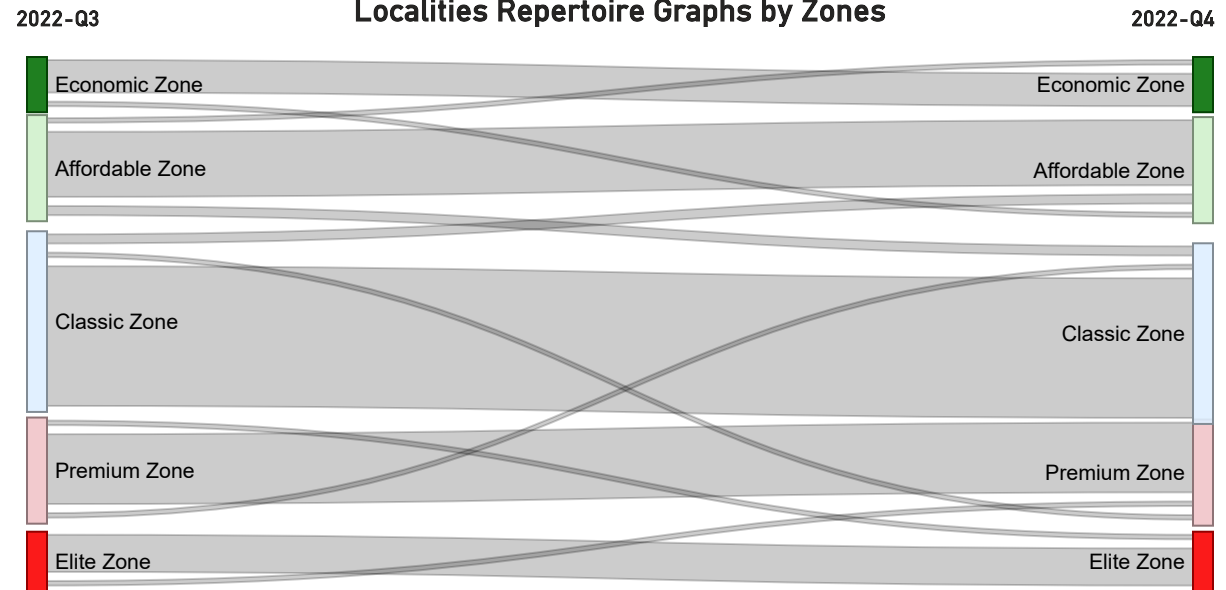 Localities Repertoire Graphs by Zones
2022-Q3
2022-Q4
Economic Zone
Economic Zone
Affordable Zone
Affordable Zone
Classic Zone
Classic Zone
Premium Zone
Premium Zone
Elite Zone
Elite Zone